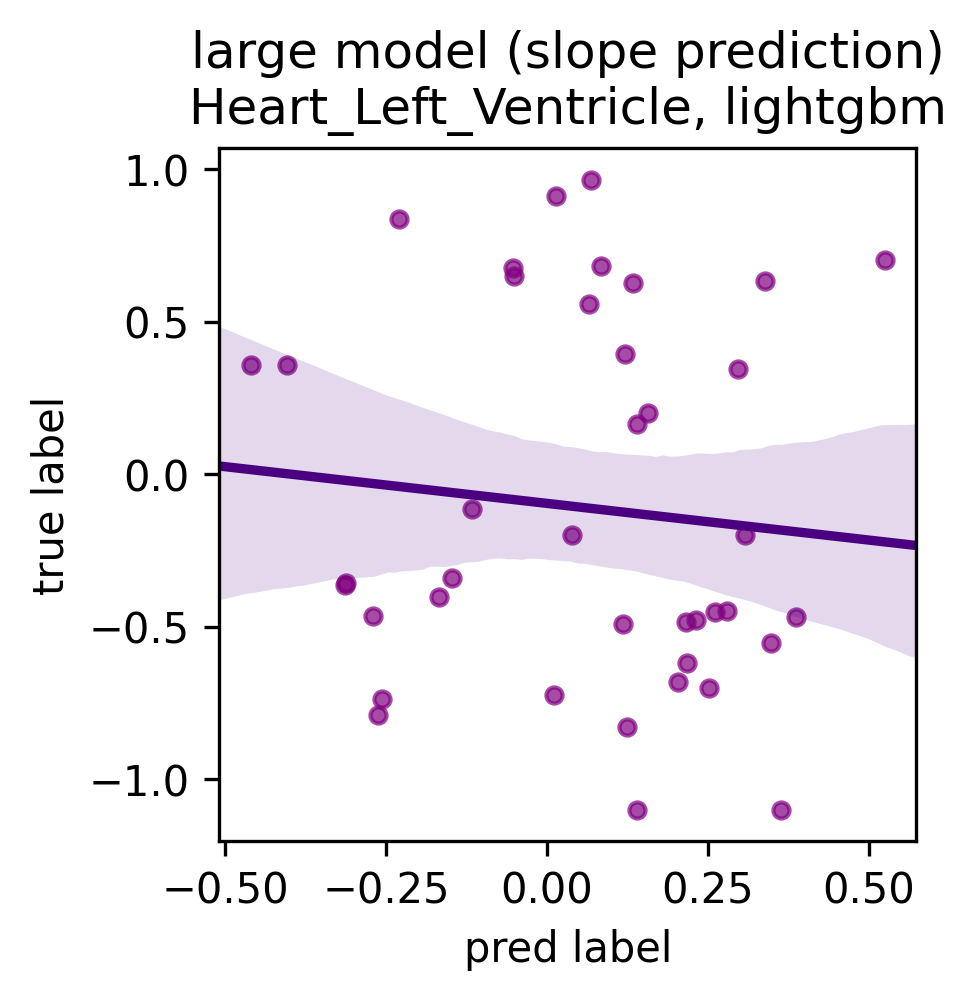 large model (slope prediction)
Heart_Left_Ventricle, lightgbm
1.0
0.5
0.0
−0.5
−1.0
true label
−0.50 −0.25 0.00 0.25 0.50
pred label